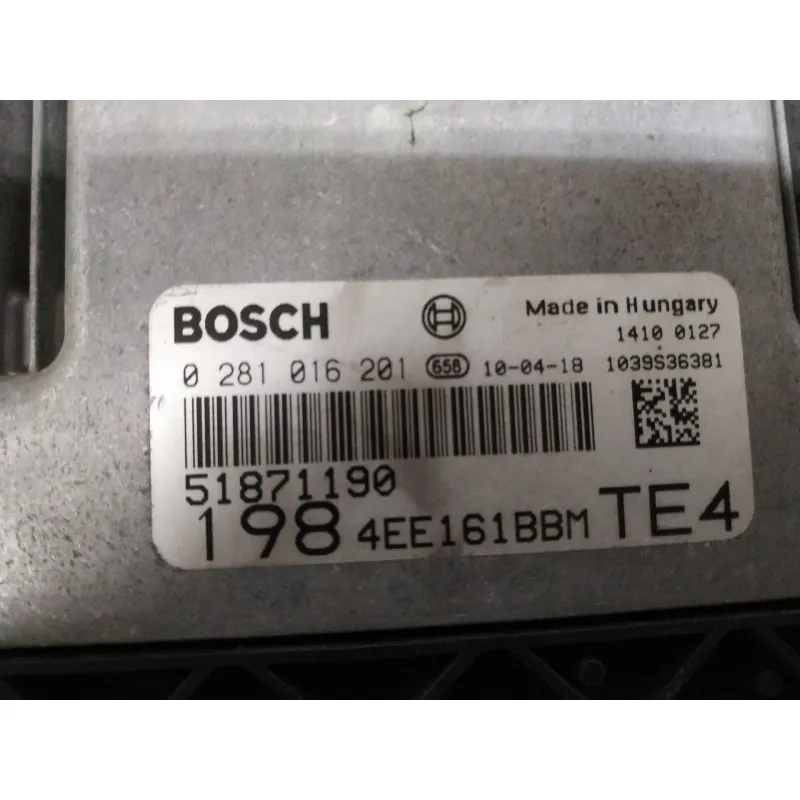 BOSCH Made in Hungary
1410 0127
0 281 016 201 658 10-04-18 1039S36381
51871190
198 4EE161BBM TE4